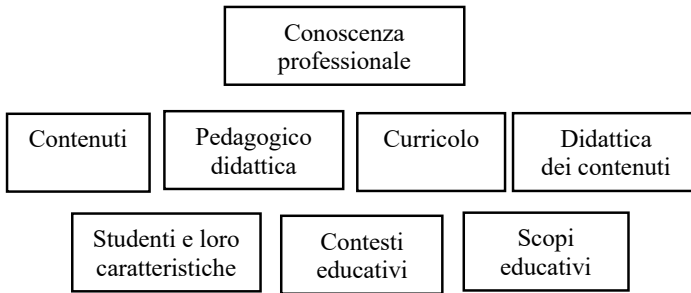 Conoscenza
professionale
Contenuti
Pedagogico
didattica
Curricolo
Didattica
dei contenuti
Studenti e loro
caratteristiche
Contesti
educativi
Scopi
educativi